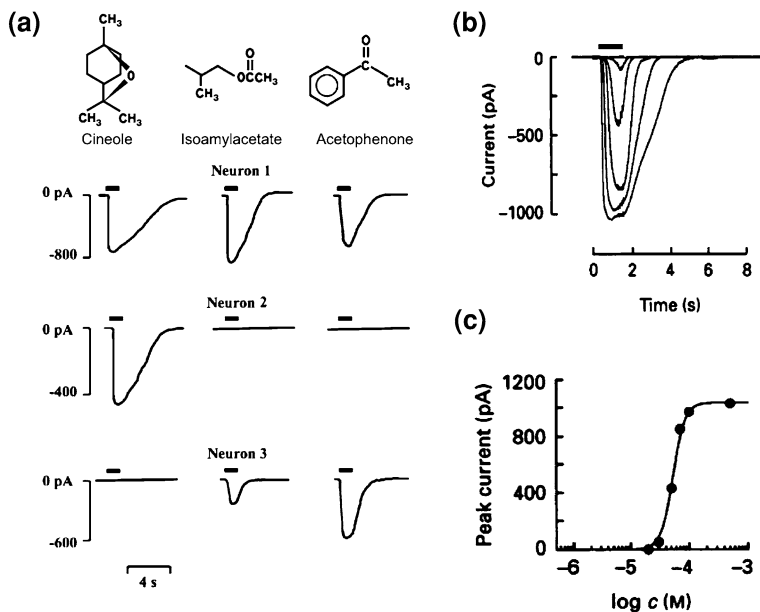 (a)
CH₃
O
CH₃ CH₃
Cineole
O
OCCH₃
CH₃
Isoamylacetate
O
C
CH₃
Acetophenone
Neuron 1
0 pA
-800
Neuron 2
0 pA
-400
Neuron 3
0 pA
-600
4 s
(b)
Current (pA)
0
-500
-1000
0 2 4 6 8
Time (s)
(c)
Peak current (pA)
1200
800
400
0
-6 -5 -4 -3
log c (M)